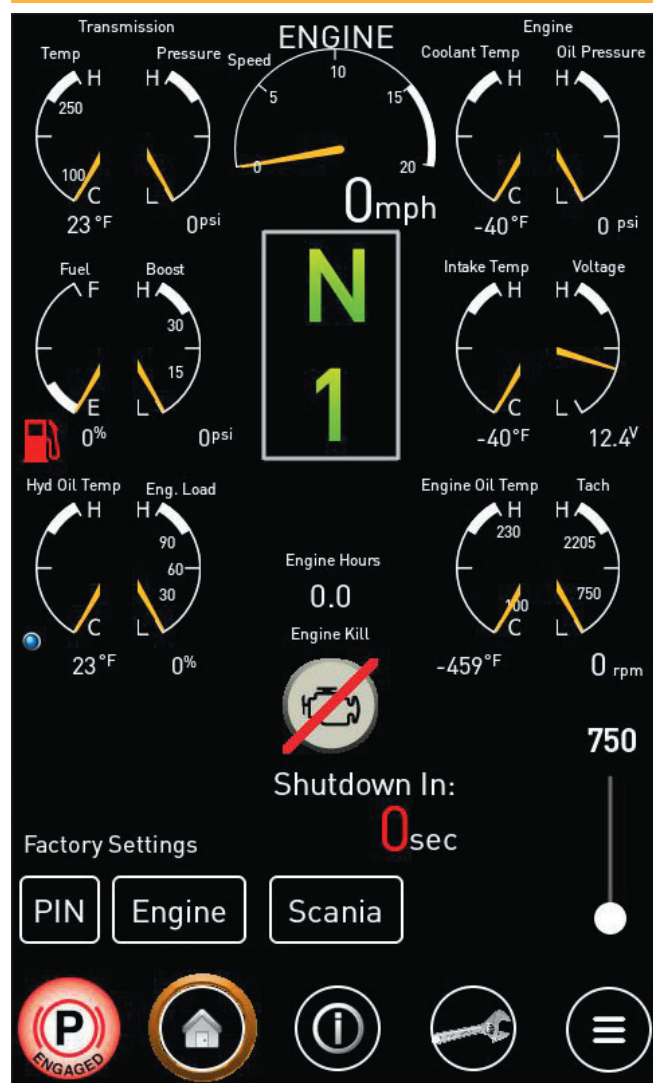 Transmission
ENGINE
Engine
Temp
Pressure
Speed
Coolant Temp
Oil Pressure
H
H
5
10
15
H
H
250
100
C
L
0
20
C
L
23 °F
0psi
0mph
-40°F
0 psi
Fuel
Boost
N
Intake Temp
Voltage
F
H
H
H
30
15
E
L
1
C
L
0%
0psi
-40°F
12.4V
Hyd Oil Temp
Eng. Load
Engine Oil Temp
Tach
H
H
H
H
90
60
30
230
2205
Engine Hours
0.0
100
750
C
L
C
L
23°F
0%
Engine Kill
-459°F
0 rpm
750
Shutdown In:
0sec
Factory Settings
PIN
Engine
Scania
P
ENGAGED
i